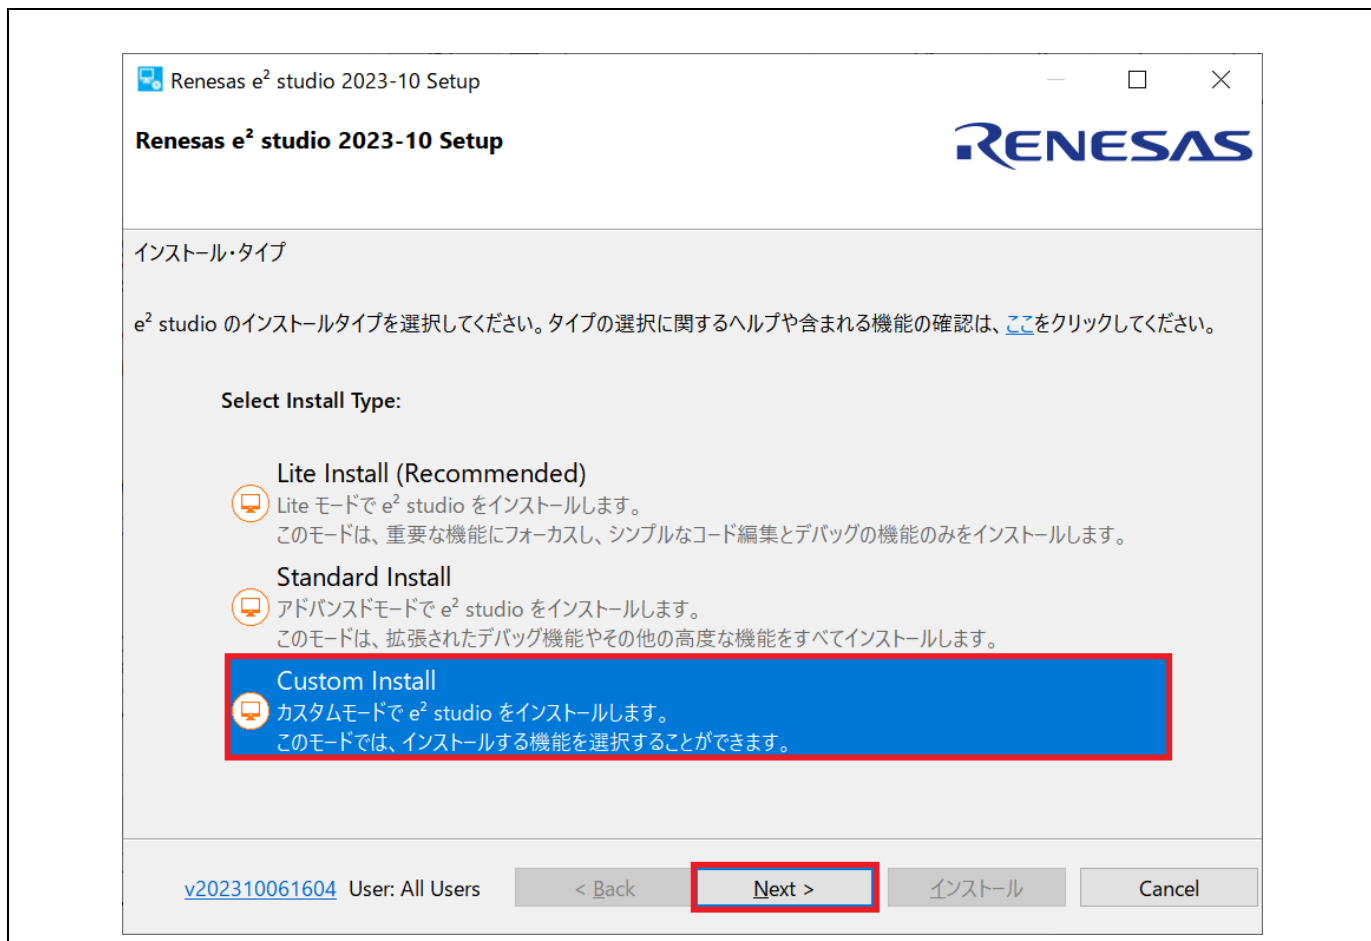 Renesas e² studio 2023-10 Setup
Renesas e² studio 2023-10 Setup
RENESAS
インストール・タイプ
e² studio のインストールタイプを選択してください。タイプの選択に関するヘルプや含まれる機能の確認は、ここをクリックしてください。
Select Install Type:
Lite Install (Recommended)
Lite モードで e² studio をインストールします。
このモードは、重要な機能にフォーカスし、シンプルなコード編集とデバッグの機能のみをインストールします。
Standard Install
アドバンスドモードで e² studio をインストールします。
このモードは、拡張されたデバッグ機能やその他の高度な機能をすべてインストールします。
Custom Install
カスタムモードで e² studio をインストールします。
このモードでは、インストールする機能を選択することができます。
v202310061604 User: All Users < Back Next > インストール Cancel